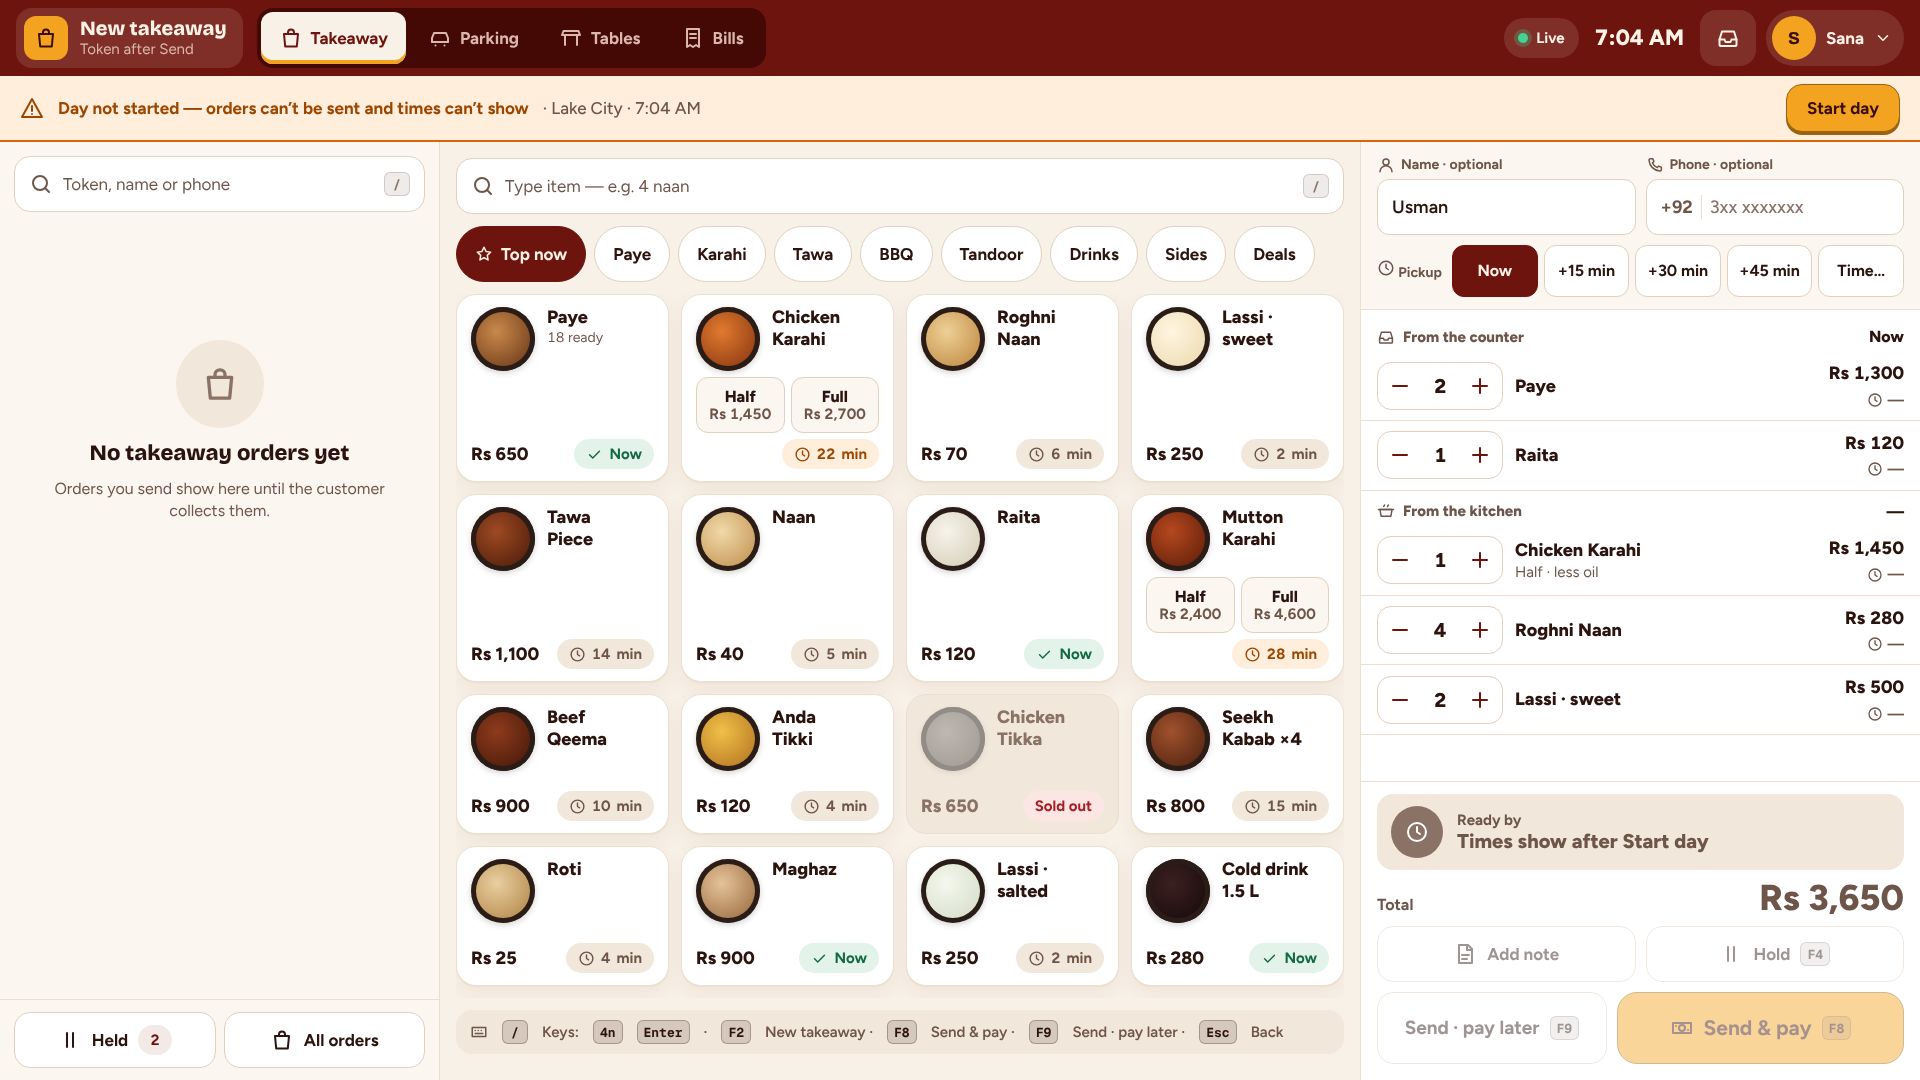 New takeaway
Token after Send
Takeaway
Parking
Tables
Bills
Live
7:04 AM
S
Sana
Day not started — orders can’t be sent and times can’t show · Lake City · 7:04 AM
Start day
Token, name or phone
/
No takeaway orders yet
Orders you send show here until the customer
collects them.
Held 2
All orders
Type item — e.g. 4 naan
/
Top now
Paye
Karahi
Tawa
BBQ
Tandoor
Drinks
Sides
Deals
Paye
18 ready
Rs 650
Now
Chicken
Karahi
Half
Rs 1,450
Full
Rs 2,700
22 min
Roghni
Naan
Rs 70
6 min
Lassi ·
sweet
Rs 250
2 min
Tawa
Piece
Rs 1,100
14 min
Naan
Rs 40
5 min
Raita
Rs 120
Now
Mutton
Karahi
Half
Rs 2,400
Full
Rs 4,600
28 min
Beef
Qeema
Rs 900
10 min
Anda
Tikki
Rs 120
4 min
Chicken
Tikka
Rs 650
Sold out
Seekh
Kabab ×4
Rs 800
15 min
Roti
Rs 25
4 min
Maghaz
Rs 900
Now
Lassi ·
salted
Rs 250
2 min
Cold drink
1.5 L
Rs 280
Now
/ Keys: 4n Enter · F2 New takeaway · F8 Send & pay · F9 Send · pay later · Esc Back
Name · optional
Usman
Phone · optional
+92 3xx xxxxxxx
Pickup
Now
+15 min
+30 min
+45 min
Time…
From the counter
Now
− 2 + Paye
Rs 1,300
—
− 1 + Raita
Rs 120
—
From the kitchen
—
− 1 + Chicken Karahi
Half · less oil
Rs 1,450
—
− 4 + Roghni Naan
Rs 280
—
− 2 + Lassi · sweet
Rs 500
—
Ready by
Times show after Start day
Total
Rs 3,650
Add note
Hold F4
Send · pay later F9
Send & pay F8